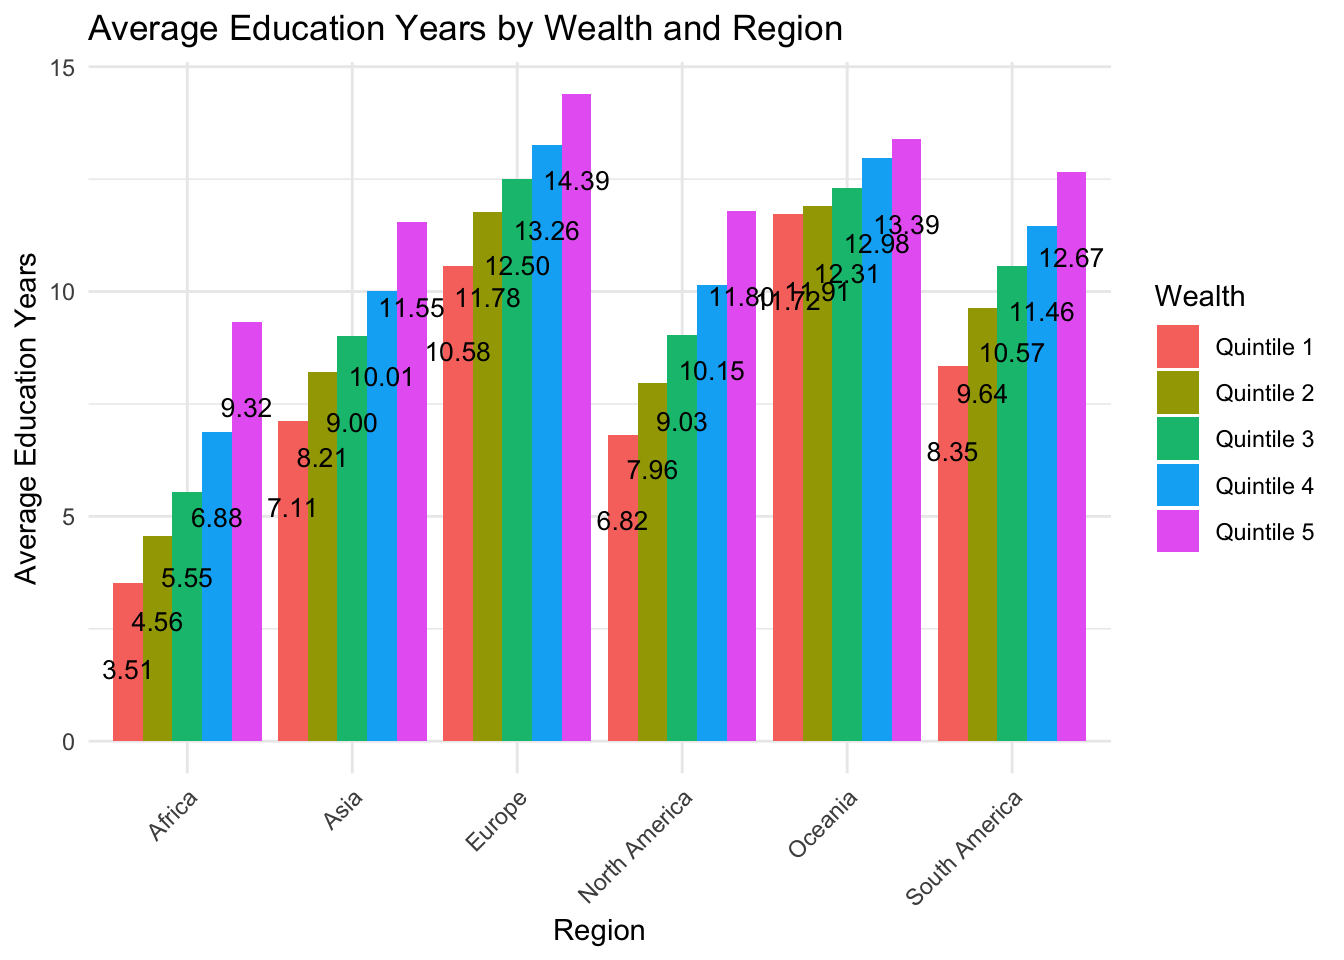 Average Education Years by Wealth and Region
Average Education Years
15
10
5
0
3.51
4.56
5.55
6.88
9.32
7.11
8.21
9.00
10.01
11.55
10.58
11.78
12.50
13.26
14.39
6.82
7.96
9.03
10.15
11.80
11.72
11.91
12.31
12.98
13.39
8.35
9.64
10.57
11.46
12.67
Africa
Asia
Europe
North America
Oceania
South America
Region
Wealth
Quintile 1
Quintile 2
Quintile 3
Quintile 4
Quintile 5